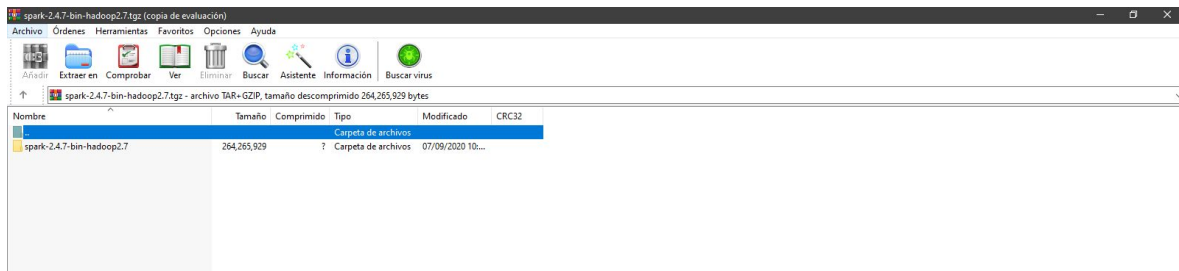 spark-2.4.7-bin-hadoop2.7.tgz (copia de evaluación)
Archivo Órdenes Herramientas Favoritos Opciones Ayuda
Añadir Extraer en Comprobar Ver Eliminar Buscar Asistente Información Buscar virus
spark-2.4.7-bin-hadoop2.7.tgz - archivo TAR+GZIP, tamaño descomprimido 264,265,929 bytes
Nombre Tamaño Comprimido Tipo Modificado CRC32
.. Carpeta de archivos
spark-2.4.7-bin-hadoop2.7 264,265,929 ? Carpeta de archivos 07/09/2020 10:...